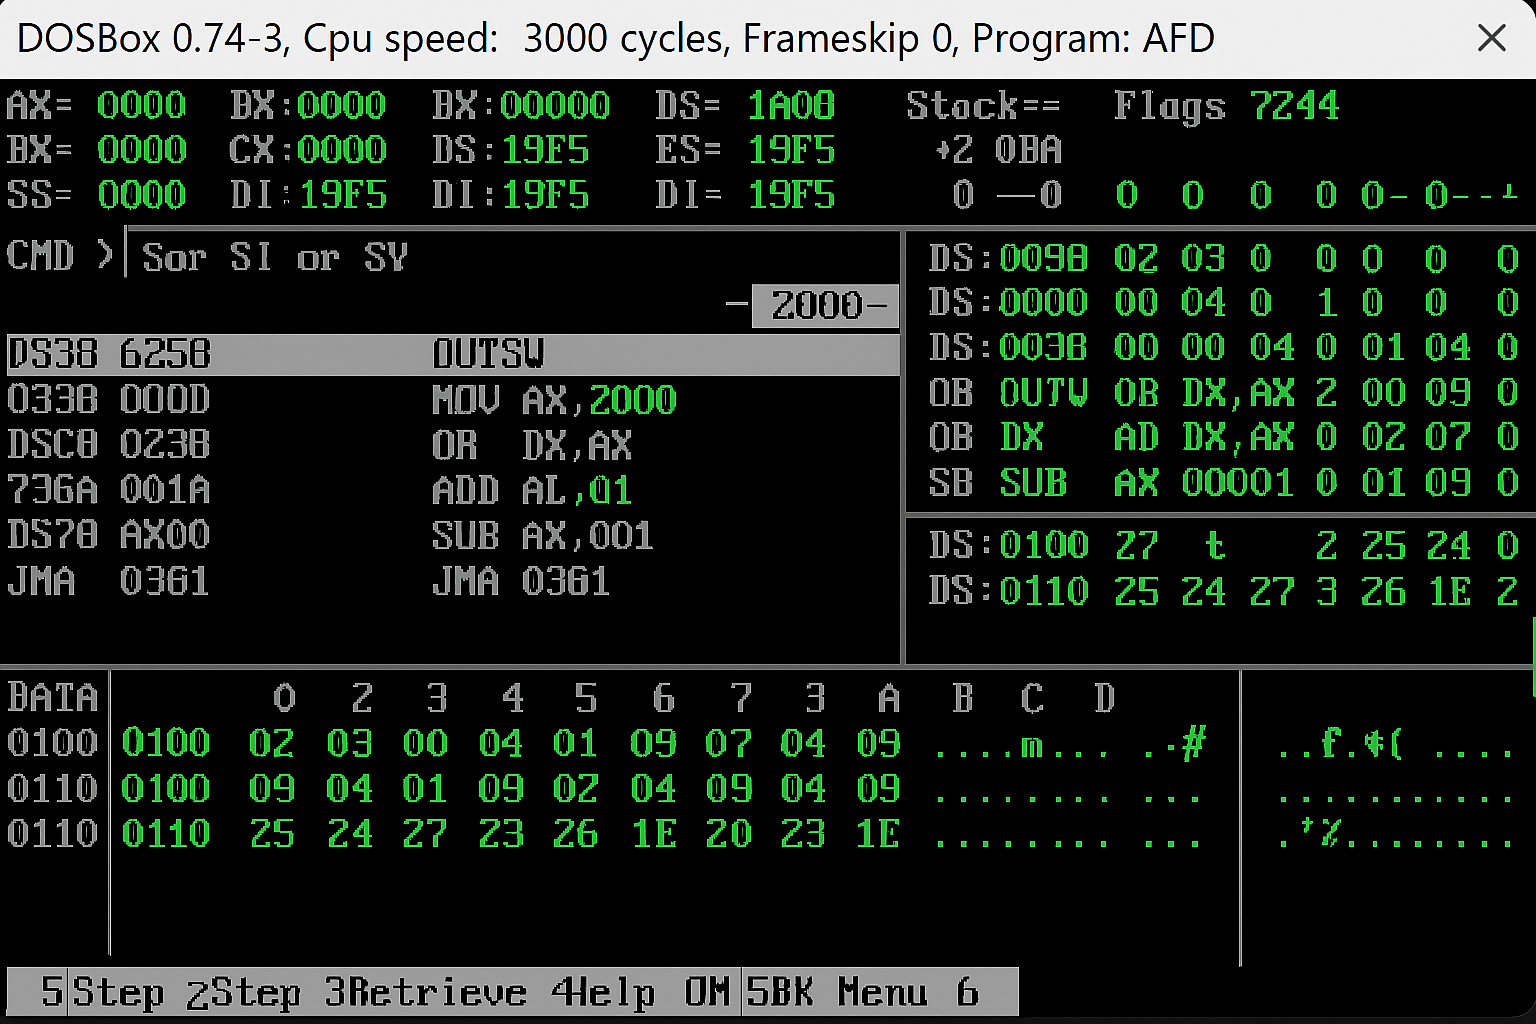 DOSBox 0.74-3, Cpu speed: 3000 cycles, Frameskip 0, Program: AFD
AX= 0000 BX:0000 BX:00000 DS= 1A08 Stack== Flags 7244
BX= 0000 CX:0000 DS:19F5 ES= 19F5 +2 0BA
SS= 0000 DI:19F5 DI:19F5 DI= 19F5 0 —0 0 0 0 0 0- 0--
CMD > Sor SI or SY
-2000-
DS38 6258 OUTSW
033B 000D MOV AX,2000
DSC8 023B OR DX,AX
736A 001A ADD AL,01
DS78 AX00 SUB AX,001
JMA 0361 JMA 0361
DS:0098 02 03 0 0 0 0 0
DS:0000 00 04 0 1 0 0 0
DS:003B 00 00 04 0 01 04 0
OB OUTW OR DX,AX 2 00 09 0
OB DX AD DX,AX 0 02 07 0
SB SUB AX 00001 0 01 09 0
DS:0100 27 t 2 25 24 0
DS:0110 25 24 27 3 26 1E 2
BATA 0 2 3 4 5 6 7 3 A B C D
0100 0100 02 03 00 04 01 09 07 04 09 ....m... ..# ..f.*( ....
0110 0100 09 04 01 09 02 04 09 04 09 ........ ... ..........
0110 0110 25 24 27 23 26 1E 20 23 1E ........ ... .'%........
5 Step 2Step 3Retrieve 4Help OM 5BK Menu 6